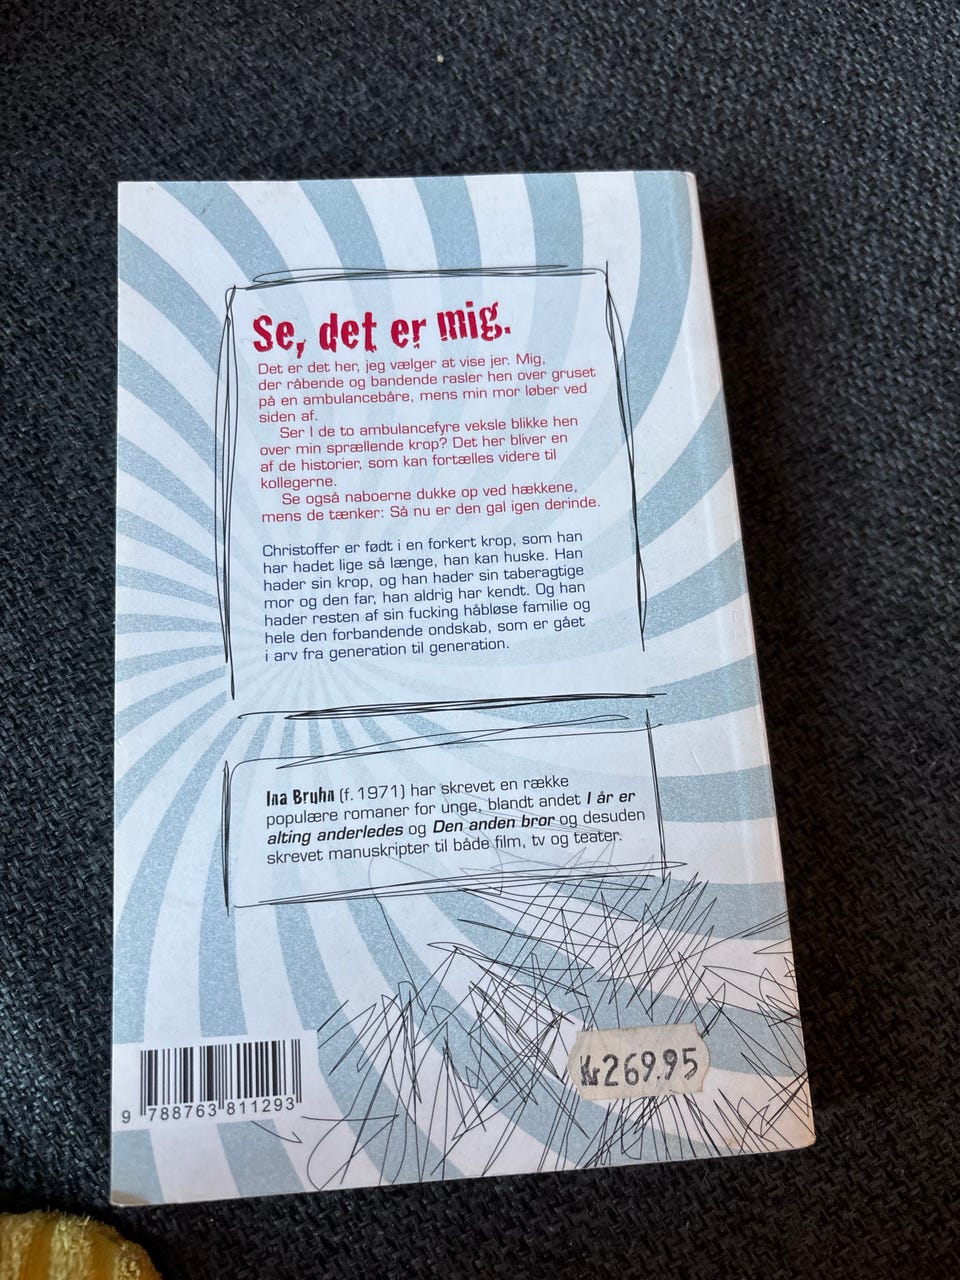 Se, det er mig.
Det er det her, jeg vælger at vise jer. Mig,
der råbende og bandende rasler hen over gruset
på en ambulancebåre, mens min mor løber ved
siden af.
Ser I de to ambulancefyre veksle blikke hen
over min sprællende krop? Det her bliver en
af de historier, som kan fortælles videre til
kollegerne.
Se også naboerne dukke op ved hækkene,
mens de tænker: Så nu er den gal igen derinde.
Christoffer er født i en forkert krop, som han
har hadet lige så længe, han kan huske. Han
hader sin krop, og han hader sin taberagtige
mor og den far, han aldrig har kendt. Og han
hader resten af sin fucking håbløse familie og
hele den forbandende ondskab, som er gået
i arv fra generation til generation.
Ina Bruhn (f. 1971) har skrevet en række
populære romaner for unge, blandt andet I år er
alting anderledes og Den anden bror og desuden
skrevet manuskripter til både film, tv og teater.
Kr 269.95
9 788763 811293